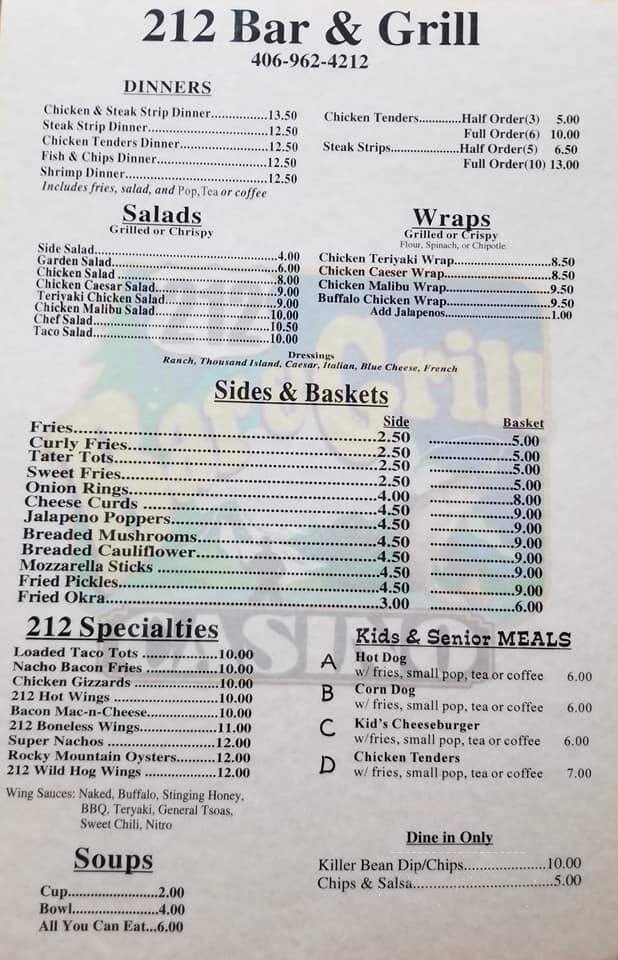 212 Bar & Grill
406-962-4212
DINNERS
Chicken & Steak Strip Dinner...............13.50
Steak Strip Dinner..............................12.50
Chicken Tenders Dinner......................12.50
Fish & Chips Dinner............................12.50
Shrimp Dinner....................................12.50
Includes fries, salad, and Pop,Tea or coffee
Chicken Tenders............Half Order(3) 5.00
Full Order(6) 10.00
Steak Strips....................Half Order(5) 6.50
Full Order(10) 13.00
Salads
Grilled or Chrispy
Side Salad..........................................4.00
Garden Salad......................................6.00
Chicken Salad ....................................8.00
Chicken Caesar Salad.........................9.00
Teriyaki Chicken Salad.......................9.00
Chicken Malibu Salad.........................10.00
Chef Salad..........................................10.50
Taco Salad..........................................10.00
Wraps
Grilled or Crispy
Flour, Spinach, or Chipotle
Chicken Teriyaki Wrap.......................8.50
Chicken Caeser Wrap.........................8.50
Chicken Malibu Wrap.........................9.50
Buffalo Chicken Wrap.........................9.50
Add Jalapenos.........................1.00
Dressings
Ranch, Thousand Island, Caesar, Italian, Blue Cheese, French
212
Bar & Grill
CASINO
Sides & Baskets
Side Basket
Fries..........................................................2.50 ....................5.00
Curly Fries................................................2.50 ....................5.00
Tater Tots..................................................2.50 ....................5.00
Sweet Fries................................................2.50 ....................5.00
Onion Rings..............................................4.00 ....................8.00
Cheese Curds ...........................................4.50 ....................9.00
Jalapeno Poppers......................................4.50 ....................9.00
Breaded Mushrooms.................................4.50 ....................9.00
Breaded Cauliflower..................................4.50 ....................9.00
Mozzarella Sticks ......................................4.50 ....................9.00
Fried Pickles..............................................4.50 ....................9.00
Fried Okra.................................................3.00 ....................6.00
212 Specialties
Loaded Taco Tots ................10.00
Nacho Bacon Fries ...............10.00
Chicken Gizzards .................10.00
212 Hot Wings .....................10.00
Bacon Mac-n-Cheese............10.00
212 Boneless Wings..............11.00
Super Nachos .......................12.00
Rocky Mountain Oysters.......12.00
212 Wild Hog Wings .............12.00
Wing Sauces: Naked, Buffalo, Stinging Honey,
BBQ, Teryaki, General Tsoas,
Sweet Chili, Nitro
Kids & Senior MEALS
A Hot Dog
w/ fries, small pop, tea or coffee 6.00
B Corn Dog
w/ fries, small pop, tea or coffee 6.00
C Kid's Cheeseburger
w/fries, small pop, tea or coffee 6.00
D Chicken Tenders
w/ fries, small pop, tea or coffee 7.00
Soups
Cup....................2.00
Bowl...................4.00
All You Can Eat...6.00
Dine in Only
Killer Bean Dip/Chips....................10.00
Chips & Salsa..................................5.00